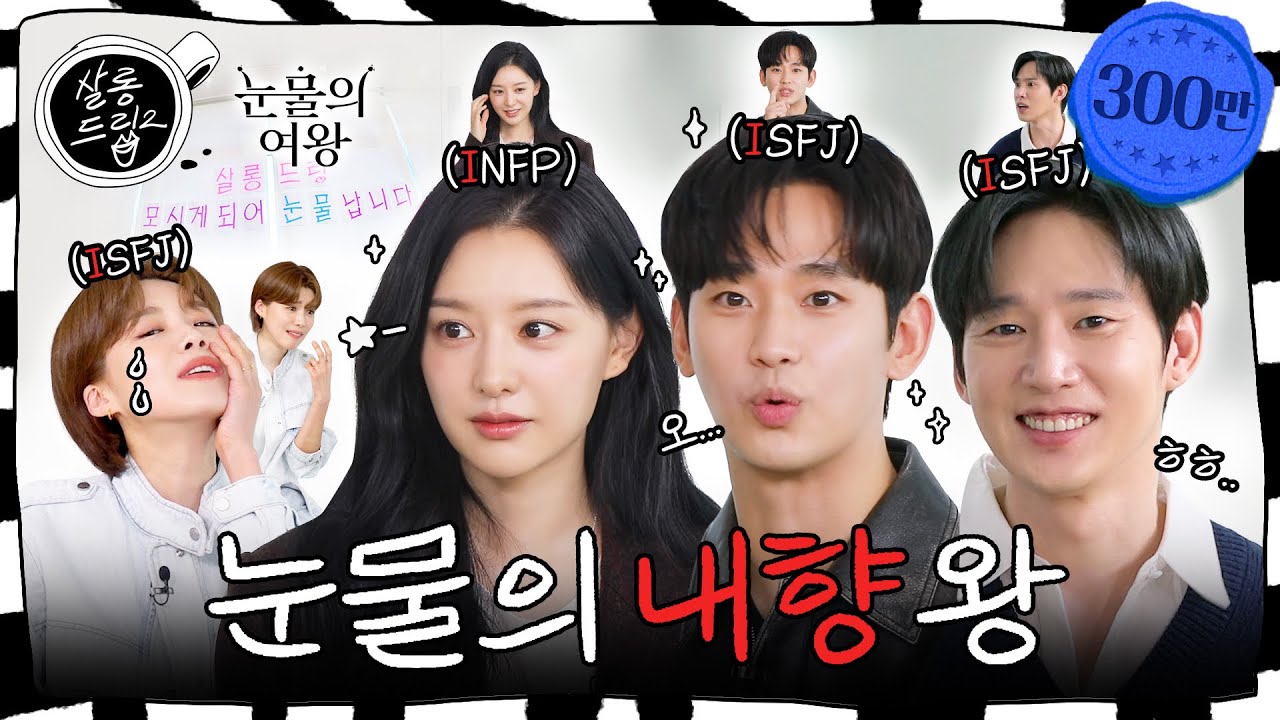 살롱
드립2
눈물의
여왕
살롱 드립
모시게 되어 눈물 납니다
300만
(INFP)
(ISFJ)
(ISFJ)
(ISFJ)
오...
ㅎㅎ..
눈물의 내향 왕